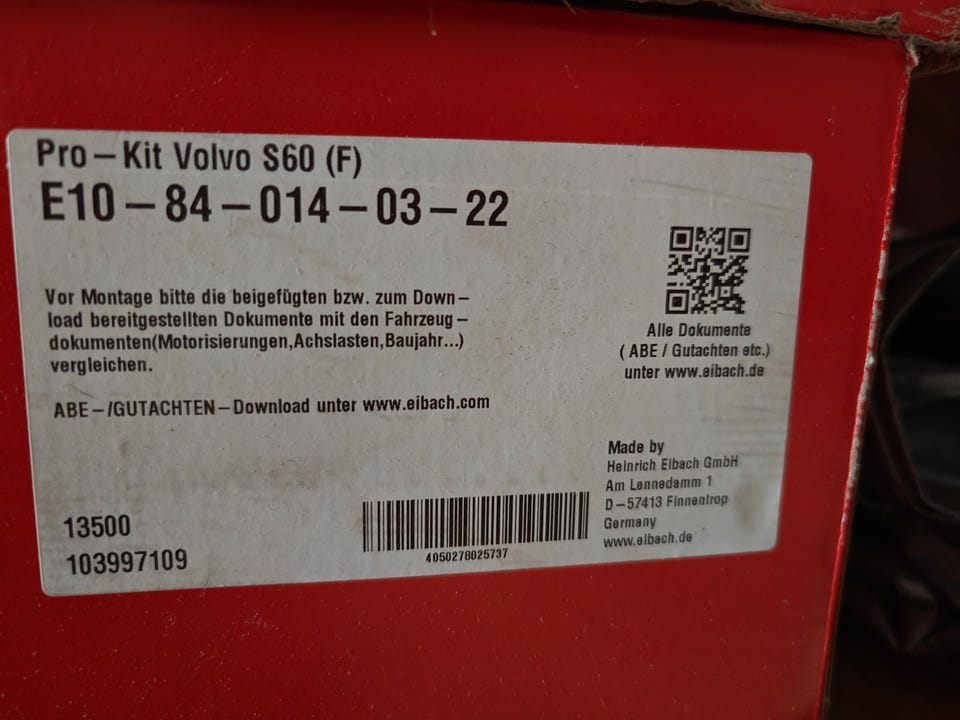 Pro-Kit Volvo S60 (F)
E10-84-014-03-22
Vor Montage bitte die beigefügten bzw. zum Down-
load bereitgestellten Dokumente mit den Fahrzeug-
dokumenten(Motorisierungen,Achslasten,Baujahr...)
vergleichen.
ABE-/GUTACHTEN-Download unter www.eibach.com
Alle Dokumente
( ABE / Gutachten etc.)
unter www.eibach.de
Made by
Heinrich Eibach GmbH
Am Lennedamm 1
D-57413 Finnentrop
Germany
www.eibach.de
13500
103997109
4050278025737